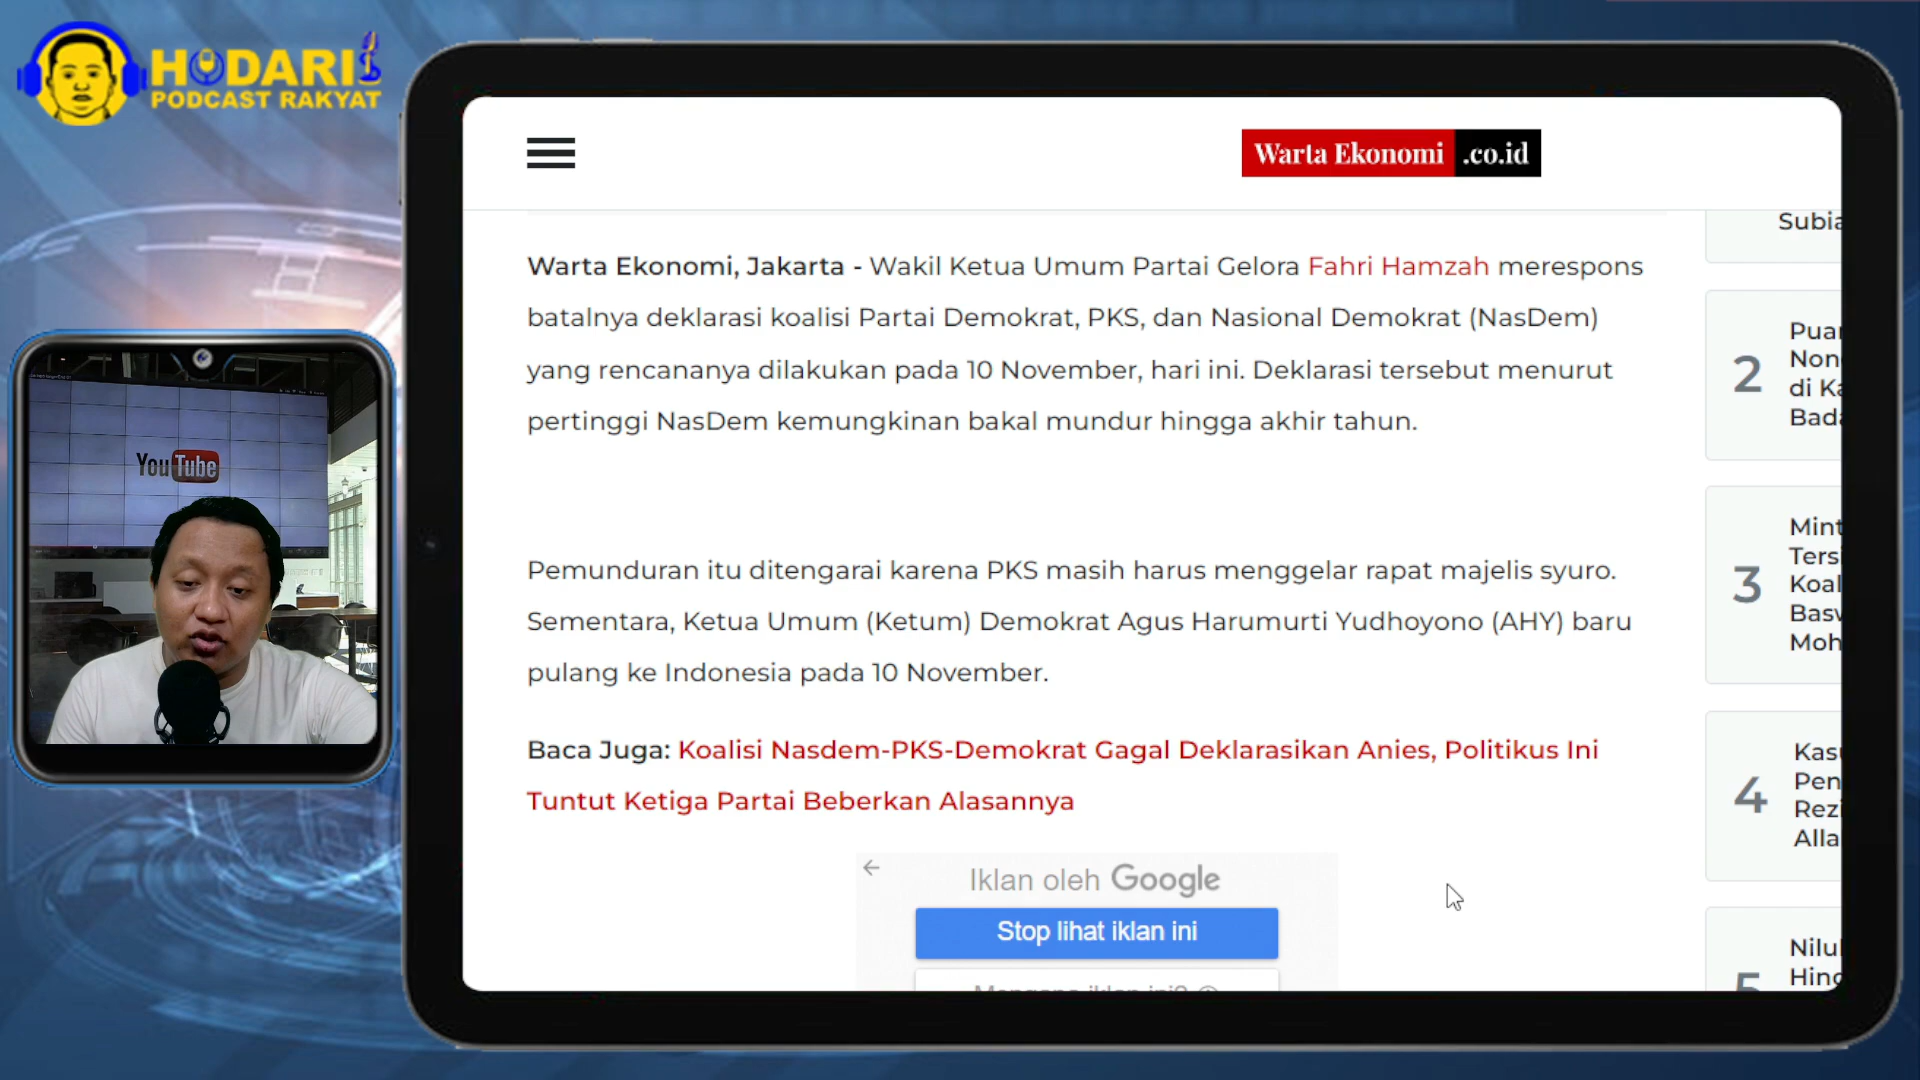 HODARI
PODCAST RAKYAT
Warta Ekonomi .co.id
Warta Ekonomi, Jakarta - Wakil Ketua Umum Partai Gelora Fahri Hamzah merespons
batalnya deklarasi koalisi Partai Demokrat, PKS, dan Nasional Demokrat (NasDem)
yang rencananya dilakukan pada 10 November, hari ini. Deklarasi tersebut menurut
pertinggi NasDem kemungkinan bakal mundur hingga akhir tahun.
Pemunduran itu ditengarai karena PKS masih harus menggelar rapat majelis syuro.
Sementara, Ketua Umum (Ketum) Demokrat Agus Harumurti Yudhoyono (AHY) baru
pulang ke Indonesia pada 10 November.
Baca Juga: Koalisi Nasdem-PKS-Demokrat Gagal Deklarasikan Anies, Politikus Ini
Tuntut Ketiga Partai Beberkan Alasannya
Iklan oleh Google
Stop lihat iklan ini
2
3
4
5
YouTube